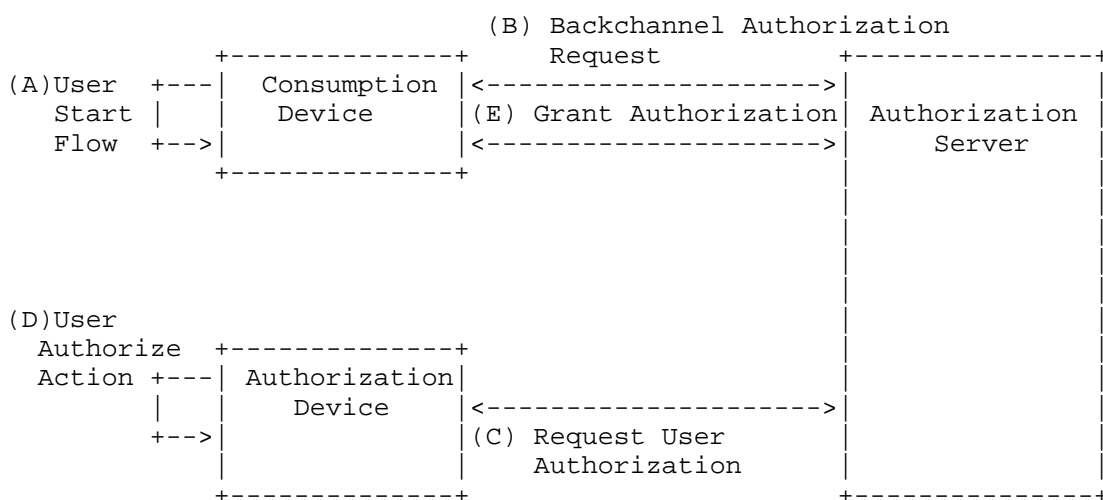 (B) Backchannel Authorization
+--------------+ Request +---------------+
(A)User +---| Consumption |<--------------------->| |
Start | | Device |(E) Grant Authorization| Authorization |
Flow +-->| |<--------------------->| Server |
+--------------+ | |
| |
| |
| |
| |
| |
(D)User | |
Authorize +--------------+ | |
Action +---| Authorization| | |
| | Device |<--------------------->| |
+-->| |(C) Request User | |
| | Authorization | |
+--------------+ +---------------+